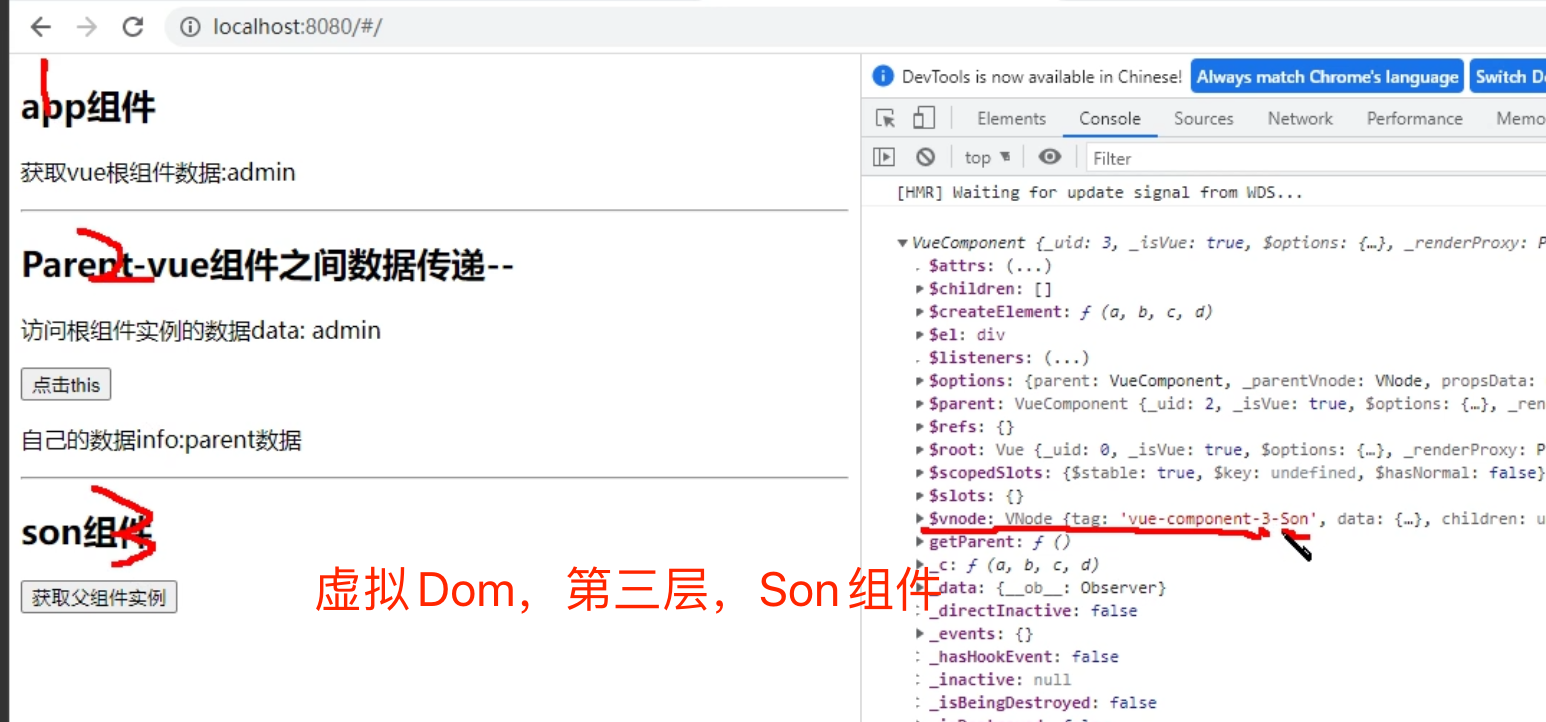 localhost:8080/#/
1
app组件
获取vue根组件数据:admin
2
Parent-vue组件之间数据传递--
访问根组件实例的数据data: admin
点击this
自己的数据info:parent数据
3
son组件
获取父组件实例
虚拟Dom，第三层，Son组件
DevTools is now available in Chinese! Always match Chrome's language Switch De
Elements Console Sources Network Performance Memo
top Filter
[HMR] Waiting for update signal from WDS...
VueComponent {_uid: 3, _isVue: true, $options: {…}, _renderProxy: P
$attrs: (...)
$children: []
$createElement: ƒ (a, b, c, d)
$el: div
$listeners: (...)
$options: {parent: VueComponent, _parentVnode: VNode, propsData:
$parent: VueComponent {_uid: 2, _isVue: true, $options: {…}, _ren
$refs: {}
$root: Vue {_uid: 0, _isVue: true, $options: {…}, _renderProxy: P
$scopedSlots: {$stable: true, $key: undefined, $hasNormal: false}
$slots: {}
$vnode: VNode {tag: 'vue-component-3-Son', data: {…}, children: u
getParent: ƒ ()
_c: ƒ (a, b, c, d)
_data: {__ob__: Observer}
_directInactive: false
_events: {}
_hasHookEvent: false
_inactive: null
_isBeingDestroyed: false